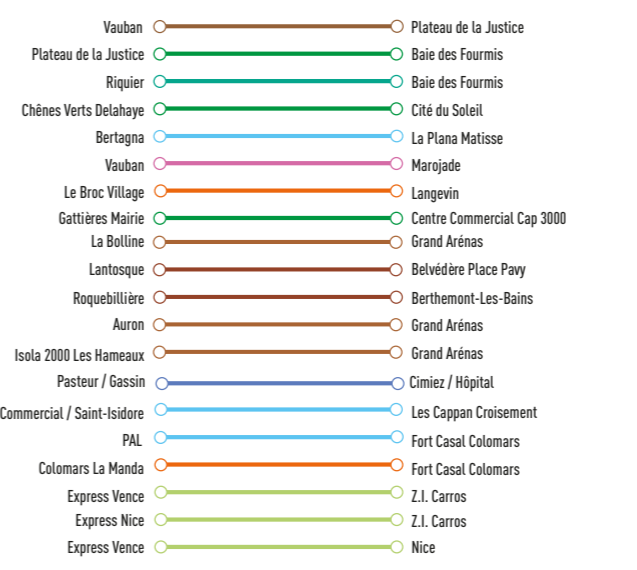 Vauban Plateau de la Justice
Plateau de la Justice Baie des Fourmis
Riquier Baie des Fourmis
Chênes Verts Delahaye Cité du Soleil
Bertagna La Plana Matisse
Vauban Marojade
Le Broc Village Langevin
Gattières Mairie Centre Commercial Cap 3000
La Bolline Grand Arénas
Lantosque Belvédère Place Pavy
Roquebillière Berthemont-Les-Bains
Auron Grand Arénas
Isola 2000 Les Hameaux Grand Arénas
Pasteur / Gassin Cimiez / Hôpital
Commercial / Saint-Isidore Les Cappan Croisement
PAL Fort Casal Colomars
Colomars La Manda Fort Casal Colomars
Express Vence Z.I. Carros
Express Nice Z.I. Carros
Express Vence Nice